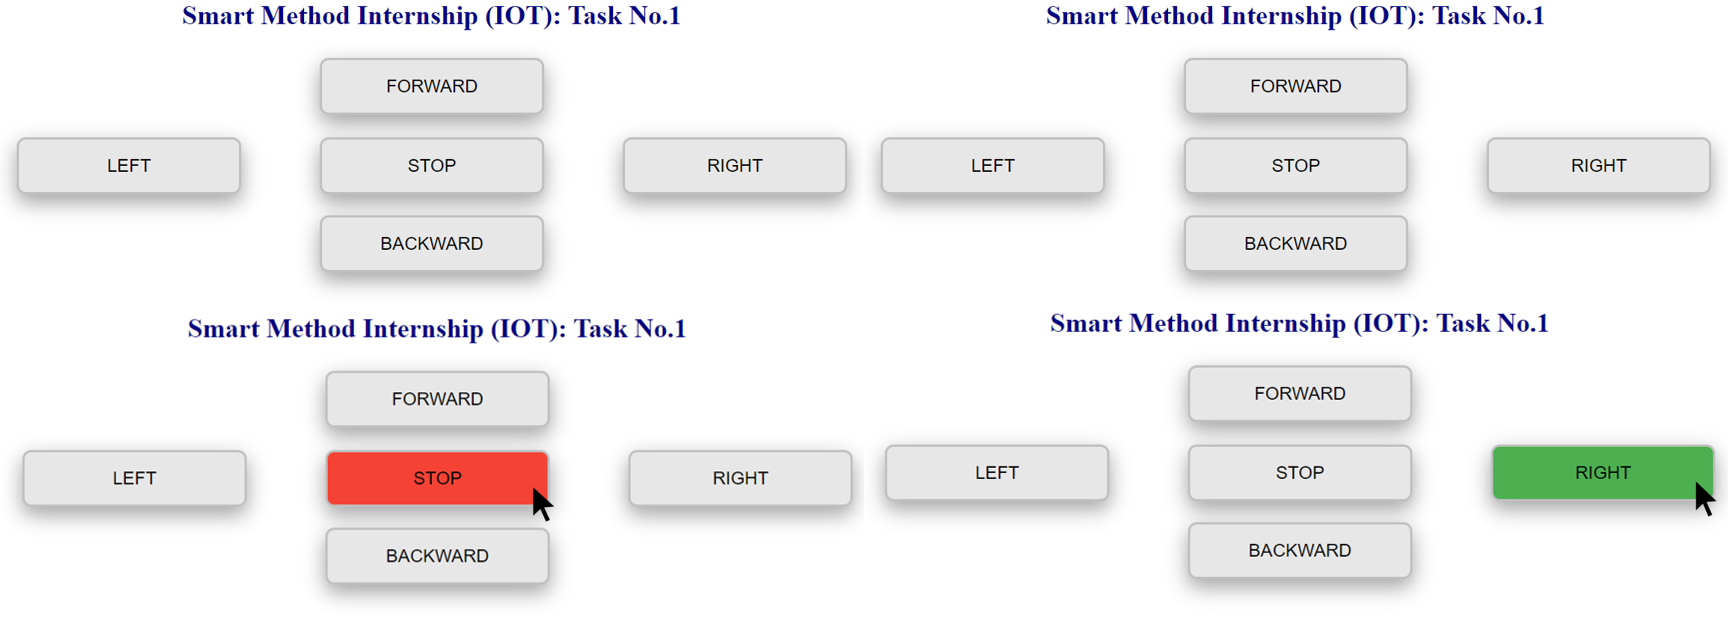 Smart Method Internship (IOT): Task No.1
FORWARD
LEFT STOP RIGHT
BACKWARD
Smart Method Internship (IOT): Task No.1
FORWARD
LEFT STOP RIGHT
BACKWARD
Smart Method Internship (IOT): Task No.1
FORWARD
LEFT STOP RIGHT
BACKWARD
Smart Method Internship (IOT): Task No.1
FORWARD
LEFT STOP RIGHT
BACKWARD